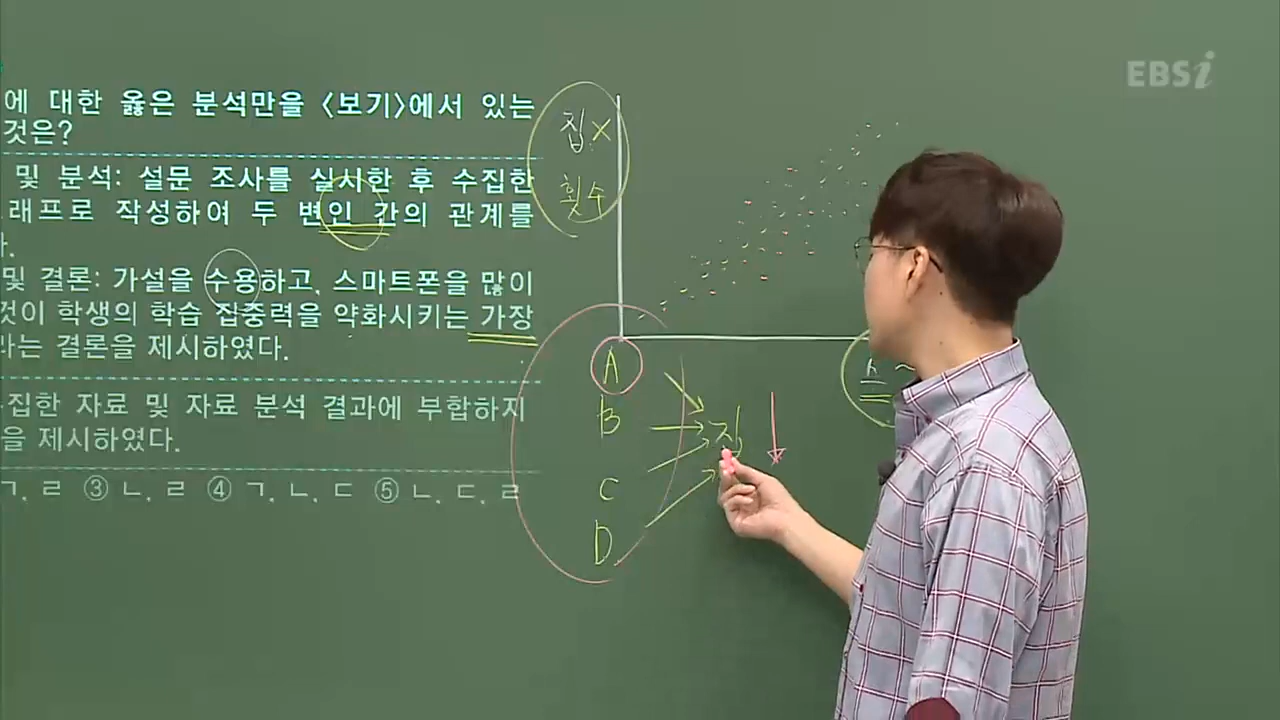 EBSi
에 대한 옳은 분석만을 <보기>에서 있는
것은?
및 분석: 설문 조사를 실시한 후 수집한
래프로 작성하여 두 변인 간의 관계를
다.
및 결론: 가설을 수용하고, 스마트폰을 많이
것이 학생의 학습 집중력을 약화시키는 가장
라는 결론을 제시하였다.
집한 자료 및 자료 분석 결과에 부합하지
을 제시하였다.
ㄱ, ㄹ ③ ㄴ, ㄹ ④ ㄱ, ㄴ, ㄷ ⑤ ㄴ, ㄷ, ㄹ
집 X
횟수
스 ~
A
B
집 ↓
C
D